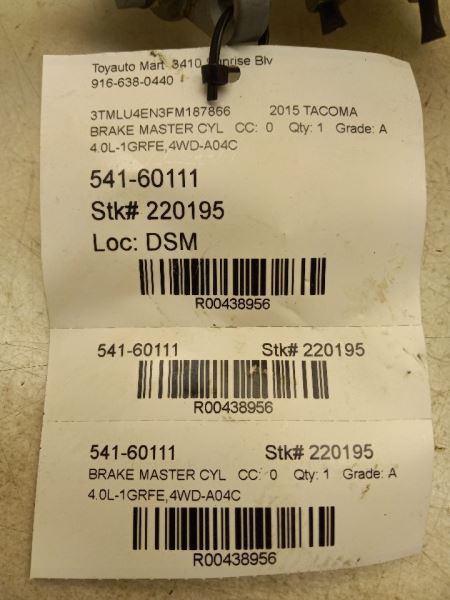 Toyauto Mart 3410 Sunrise Blv
916-638-0440
3TMLU4EN3FM187866 2015 TACOMA
BRAKE MASTER CYL CC: 0 Qty: 1 Grade: A
4.0L-1GRFE,4WD-A04C
541-60111
Stk# 220195
Loc: DSM
R00438956
541-60111 Stk# 220195
R00438956
541-60111 Stk# 220195
BRAKE MASTER CYL CC: 0 Qty: 1 Grade: A
4.0L-1GRFE,4WD-A04C
R00438956